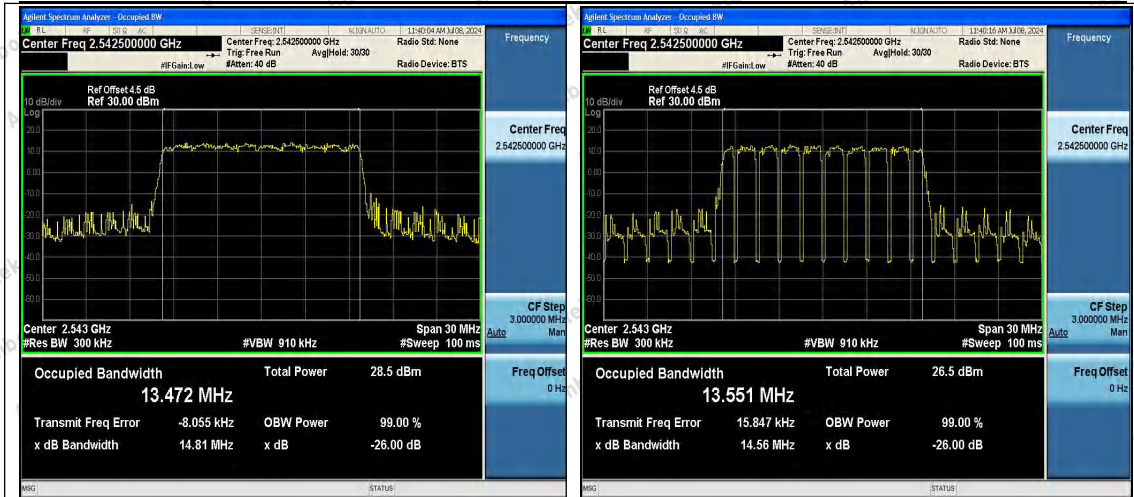 Agilent Spectrum Analyzer - Occupied BW
RL RF 50 Ω AC SENSE:INT ALIGNAUTO 11:40:04 AM Jul 08, 2024
Center Freq 2.542500000 GHz
Center Freq: 2.542500000 GHz
Radio Std: None
Trig: Free Run Avg|Hold: 30/30
#IFGain:Low #Atten: 40 dB Radio Device: BTS
Frequency
Ref Offset 4.5 dB
10 dB/div Ref 30.00 dBm
Log
20.0
10.0
0.00
-20.0
-30.0
-50.0
-60.0
Center 2.543 GHz Span 30 MHz
#Res BW 300 kHz #VBW 910 kHz #Sweep 100 ms
Center Freq
2.542500000 GHz
CF Step
3.000000 MHz
Auto Man
Freq Offset
0 Hz
Occupied Bandwidth Total Power 28.5 dBm
13.472 MHz
Transmit Freq Error -8.055 kHz OBW Power 99.00 %
x dB Bandwidth 14.81 MHz x dB -26.00 dB
MSG STATUS
Agilent Spectrum Analyzer - Occupied BW
RL RF 50 Ω AC SENSE:INT ALIGNAUTO 11:40:16 AM Jul 08, 2024
Center Freq 2.542500000 GHz
Center Freq: 2.542500000 GHz
Radio Std: None
Trig: Free Run Avg|Hold: 30/30
#IFGain:Low #Atten: 40 dB Radio Device: BTS
Frequency
Ref Offset 4.5 dB
10 dB/div Ref 30.00 dBm
Log
20.0
10.0
0.00
-20.0
-30.0
-50.0
-60.0
Center 2.543 GHz Span 30 MHz
#Res BW 300 kHz #VBW 910 kHz #Sweep 100 ms
Center Freq
2.542500000 GHz
CF Step
3.000000 MHz
Auto Man
Freq Offset
0 Hz
Occupied Bandwidth Total Power 26.5 dBm
13.551 MHz
Transmit Freq Error 15.847 kHz OBW Power 99.00 %
x dB Bandwidth 14.56 MHz x dB -26.00 dB
MSG STATUS